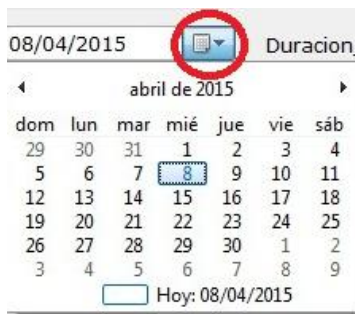 08/04/2015 Duracion_
abril de 2015
dom lun mar mié jue vie sáb
29 30 31 1 2 3 4
5 6 7 8 9 10 11
12 13 14 15 16 17 18
19 20 21 22 23 24 25
26 27 28 29 30 1 2
3 4 5 6 7 8 9
Hoy: 08/04/2015